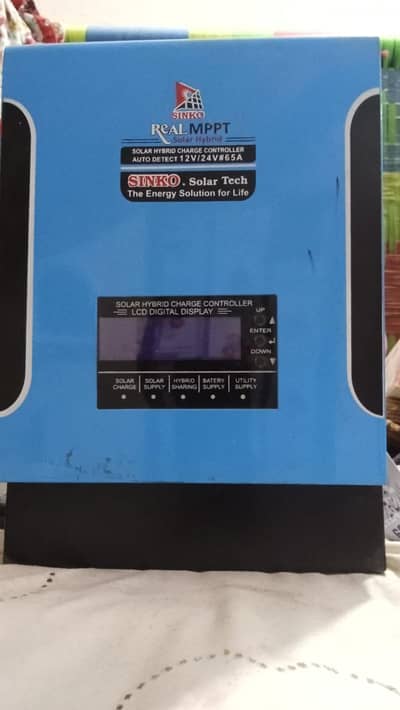 SINKO
ReAL MPPT
Solar Hybrid
SOLAR HYBRID CHARGE CONTROLLER
AUTO DETECT 12V/24V#65A
SINKO. Solar Tech
The Energy Solution for Life
SOLAR HYBRID CHARGE CONTROLLER
LCD DIGITAL DISPLAY
UP
ENTER
DOWN
SOLAR CHARGE
SOLAR SUPPLY
HYBRID SHARING
BATERY SUPPLY
UTILITY SUPPLY